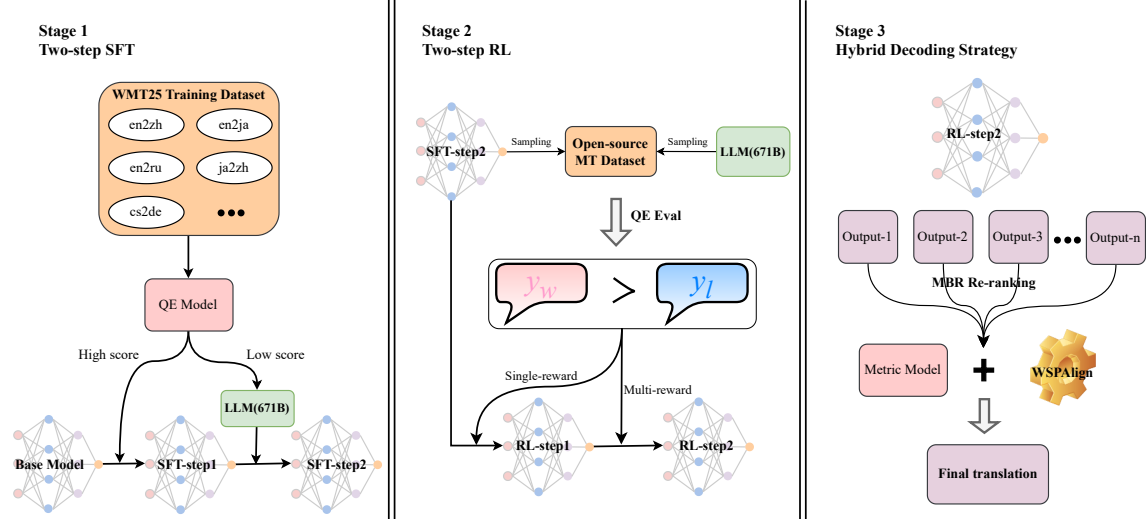 Stage 1
Two-step SFT
WMT25 Training Dataset
en2zh
en2ja
en2ru
ja2zh
cs2de
QE Model
High score
Low score
LLM(671B)
Base Model
SFT-step1
SFT-step2
Stage 2
Two-step RL
SFT-step2
Sampling
Open-source
MT Dataset
Sampling
LLM(671B)
QE Eval
y_w
>
y_l
Single-reward
Multi-reward
RL-step1
RL-step2
Stage 3
Hybrid Decoding Strategy
RL-step2
Output-1
Output-2
Output-3
Output-n
MBR Re-ranking
Metric Model
+
WSPAlign
Final translation